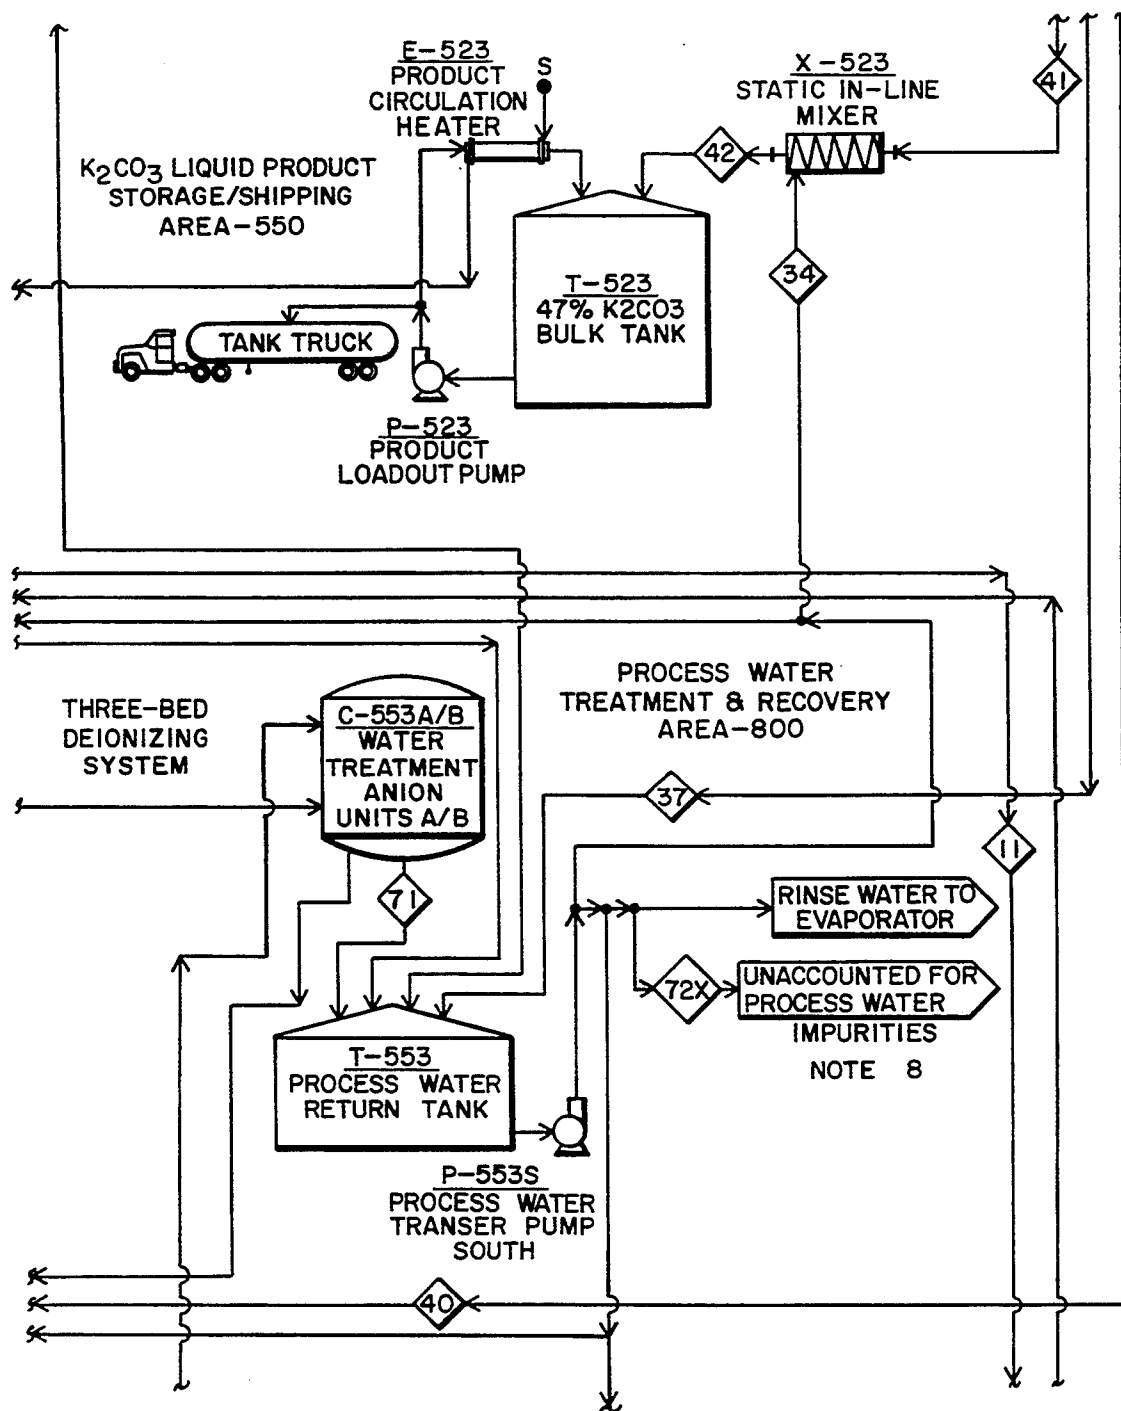 E-523
PRODUCT
CIRCULATION
HEATER
S
X-523
STATIC IN-LINE
MIXER
41
42
K2CO3 LIQUID PRODUCT
STORAGE/SHIPPING
AREA-550
34
T-523
47% K2CO3
BULK TANK
TANK TRUCK
P-523
PRODUCT
LOADOUT PUMP
PROCESS WATER
TREATMENT & RECOVERY
AREA-800
THREE-BED
DEIONIZING
SYSTEM
C-553A/B
WATER
TREATMENT
ANION
UNITS A/B
37
11
71
RINSE WATER TO
EVAPORATOR
72X
UNACCOUNTED FOR
PROCESS WATER
IMPURITIES
NOTE 8
T-553
PROCESS WATER
RETURN TANK
P-553S
PROCESS WATER
TRANSER PUMP
SOUTH
40